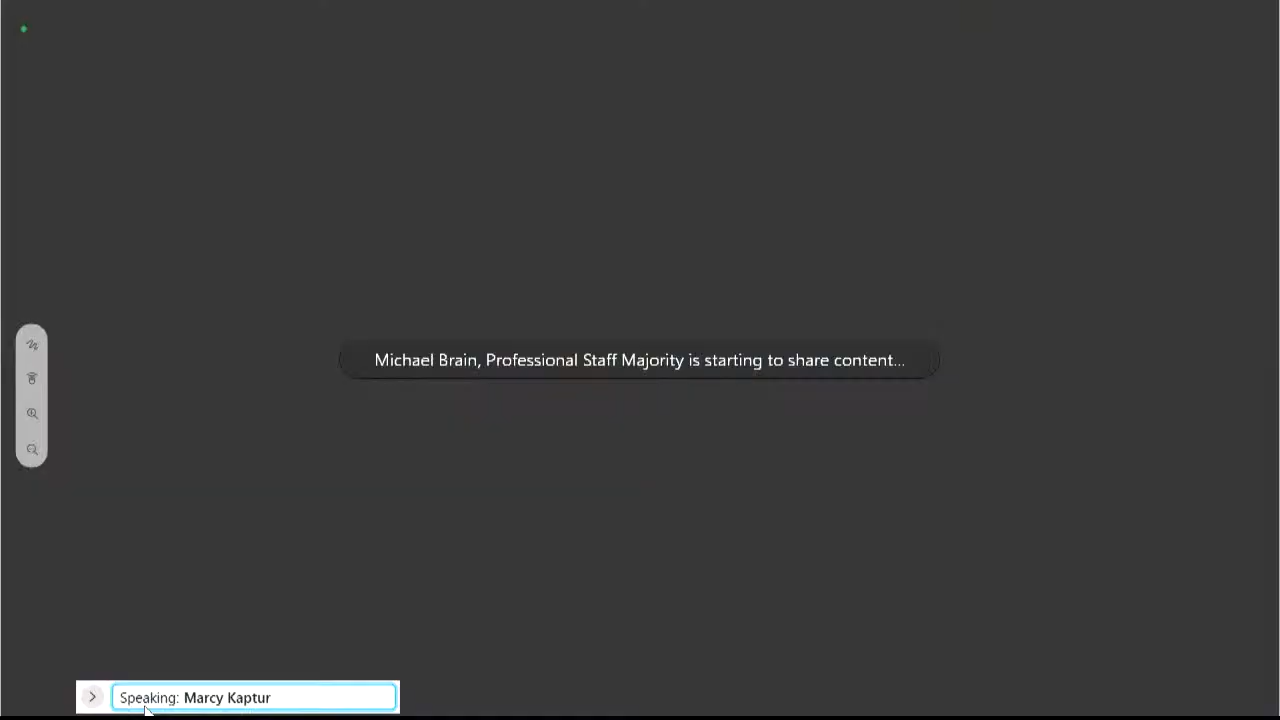 Michael Brain, Professional Staff Majority is starting to share content...
Speaking: Marcy Kaptur